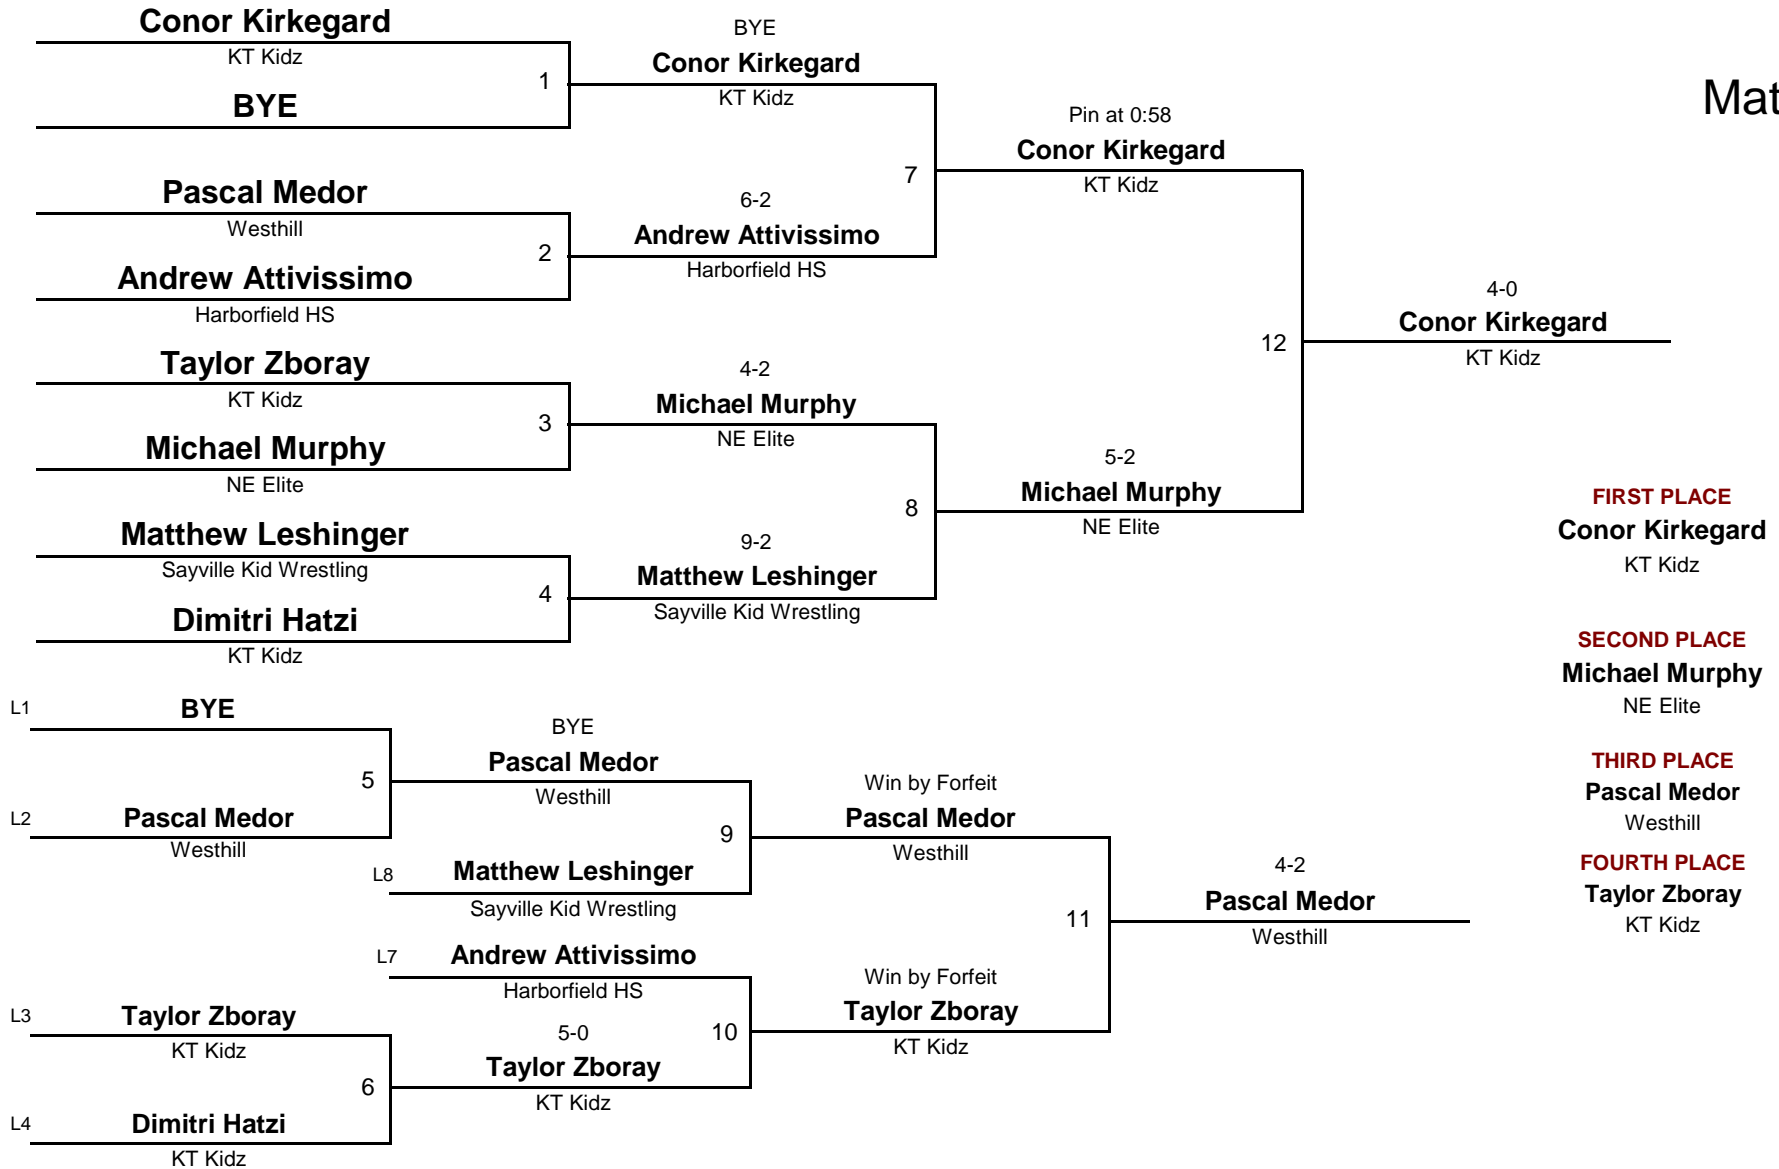 Conor Kirkegard
KT Kidz
1
BYE
BYE
Conor Kirkegard
KT Kidz
Pascal Medor
Westhill
2
Andrew Attivissimo
Harborfield HS
6-2
Andrew Attivissimo
Harborfield HS
7
Pin at 0:58
Conor Kirkegard
KT Kidz
Mat
Taylor Zboray
KT Kidz
3
Michael Murphy
NE Elite
4-2
Michael Murphy
NE Elite
Matthew Leshinger
Sayville Kid Wrestling
4
Dimitri Hatzi
KT Kidz
9-2
Matthew Leshinger
Sayville Kid Wrestling
8
5-2
Michael Murphy
NE Elite
12
4-0
Conor Kirkegard
KT Kidz
FIRST PLACE
Conor Kirkegard
KT Kidz
SECOND PLACE
Michael Murphy
NE Elite
THIRD PLACE
Pascal Medor
Westhill
FOURTH PLACE
Taylor Zboray
KT Kidz
L1
BYE
5
L2
Pascal Medor
Westhill
BYE
Pascal Medor
Westhill
9
L8
Matthew Leshinger
Sayville Kid Wrestling
Win by Forfeit
Pascal Medor
Westhill
L7
Andrew Attivissimo
Harborfield HS
10
L3
Taylor Zboray
KT Kidz
6
L4
Dimitri Hatzi
KT Kidz
5-0
Taylor Zboray
KT Kidz
Win by Forfeit
Taylor Zboray
KT Kidz
11
4-2
Pascal Medor
Westhill